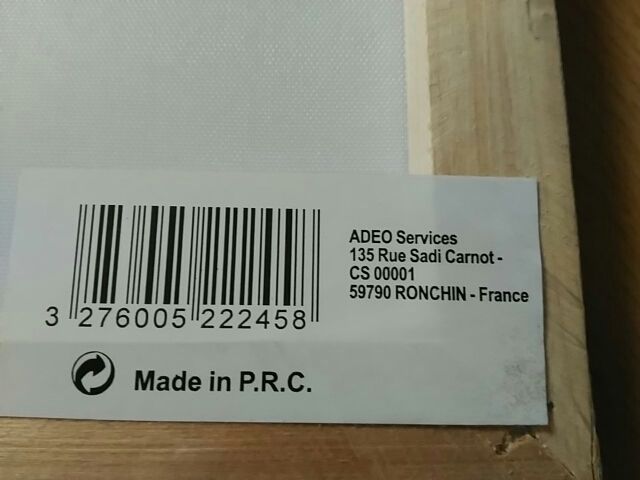 ADEO Services
135 Rue Sadi Carnot -
CS 00001
59790 RONCHIN - France
3 276005 222458
Made in P.R.C.